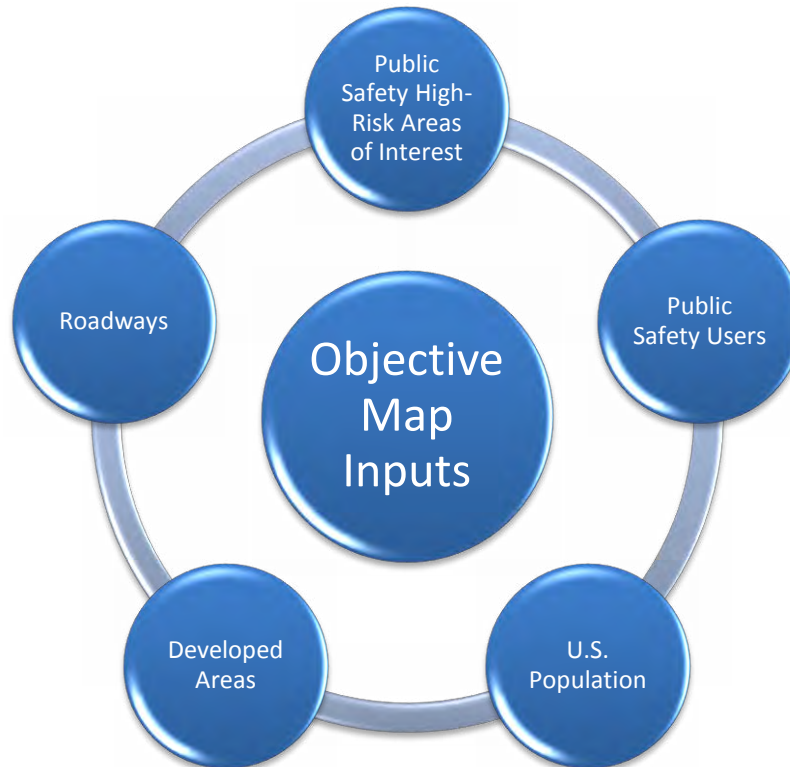 Public
Safety High-
Risk Areas
of Interest
Public
Safety Users
Roadways
Objective
Map
Inputs
Developed
Areas
U.S.
Population